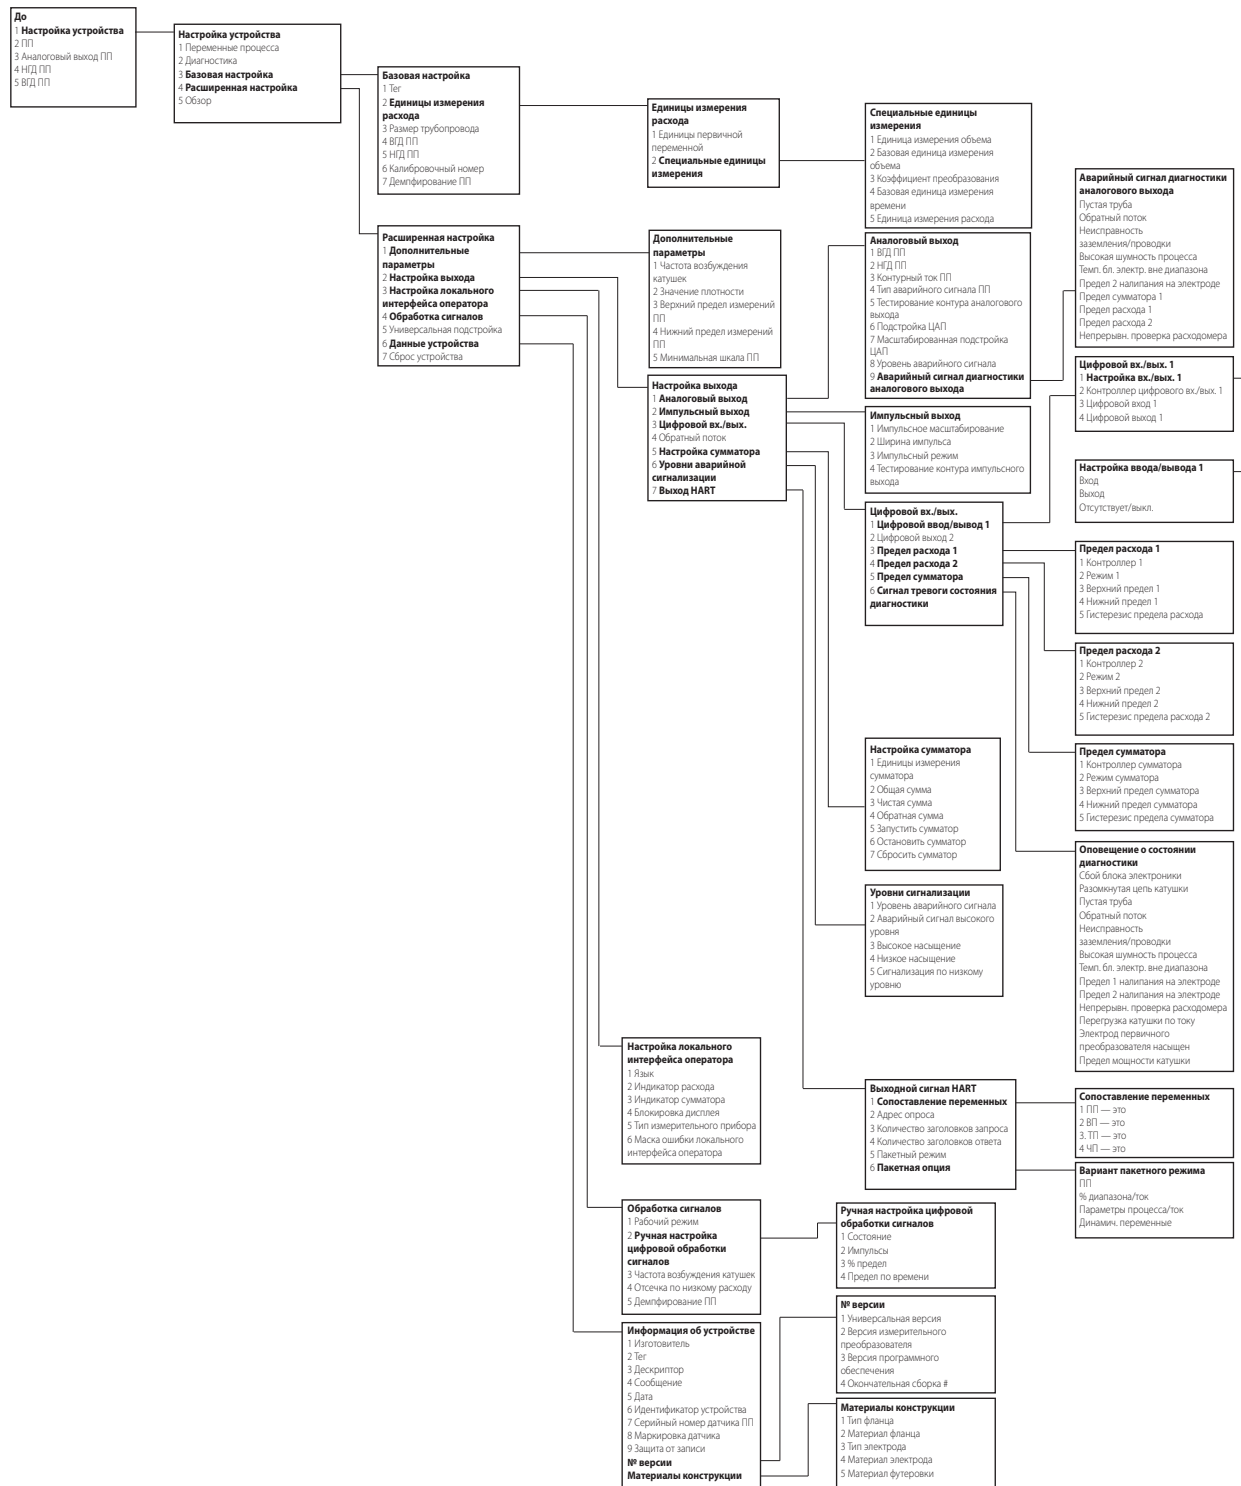 До
1 Настройка устройства
2 ПП
3 Аналоговый выход ПП
4 НГД ПП
5 ВГД ПП
Настройка устройства
1 Переменные процесса
2 Диагностика
3 Базовая настройка
4 Расширенная настройка
5 Обзор
Базовая настройка
1 Тег
2 Единицы измерения
расхода
3 Размер трубопровода
4 ВГД ПП
5 НГД ПП
6 Калибровочный номер
7 Демпфирование ПП
Единицы измерения
расхода
1 Единицы первичной
переменной
2 Специальные единицы
измерения
Специальные единицы
измерения
1 Единица измерения объема
2 Базовая единица измерения
объема
3 Коэффициент преобразования
4 Базовая единица измерения
времени
5 Единица измерения расхода
Расширенная настройка
1 Дополнительные
параметры
2 Настройка выхода
3 Настройка локального
интерфейса оператора
4 Обработка сигналов
5 Универсальная подстройка
6 Данные устройства
7 Сброс устройства
Дополнительные
параметры
1 Частота возбуждения
катушек
2 Значение плотности
3 Верхний предел измерений
ПП
4 Нижний предел измерений
ПП
5 Минимальная шкала ПП
Аналоговый выход
1 ВГД ПП
2 НГД ПП
3 Контурный ток ПП
4 Тип аварийного сигнала ПП
5 Тестирование контура аналогового
выхода
6 Подстройка ЦАП
7 Масштабированная подстройка
ЦАП
8 Уровень аварийного сигнала
9 Аварийный сигнал диагностики
аналогового выхода
Аварийный сигнал диагностики
аналогового выхода
Пустая труба
Обратный поток
Неисправность
заземления/проводки
Высокая шумность процесса
Темп. бл. электр. вне диапазона
Предел 2 налипания на электроде
Предел сумматора 1
Предел расхода 1
Предел расхода 2
Непрерывн. проверка расходомера
Настройка выхода
1 Аналоговый выход
2 Импульсный выход
3 Цифровой вх./вых.
4 Обратный поток
5 Настройка сумматора
6 Уровни аварийной
сигнализации
7 Выход HART
Импульсный выход
1 Импульсное масштабирование
2 Ширина импульса
3 Импульсный режим
4 Тестирование контура импульсного
выхода
Цифровой вх./вых. 1
1 Настройка вх./вых. 1
2 Контроллер цифрового вх./вых. 1
3 Цифровой вход 1
4 Цифровой выход 1
Настройка ввода/вывода 1
Вход
Выход
Отсутствует/выкл.
Цифровой вх./вых.
1 Цифровой ввод/вывод 1
2 Цифровой выход 2
3 Предел расхода 1
4 Предел расхода 2
5 Предел сумматора
6 Сигнал тревоги состояния
диагностики
Предел расхода 1
1 Контроллер 1
2 Режим 1
3 Верхний предел 1
4 Нижний предел 1
5 Гистерезис предела расхода
Предел расхода 2
1 Контроллер 2
2 Режим 2
3 Верхний предел 2
4 Нижний предел 2
5 Гистерезис предела расхода 2
Настройка сумматора
1 Единицы измерения
сумматора
2 Общая сумма
3 Чистая сумма
4 Обратная сумма
5 Запустить сумматор
6 Остановить сумматор
7 Сбросить сумматор
Предел сумматора
1 Контроллер сумматора
2 Режим сумматора
3 Верхний предел сумматора
4 Нижний предел сумматора
5 Гистерезис предела сумматора
Оповещение о состоянии
диагностики
Сбой блока электроники
Разомкнутая цепь катушки
Пустая труба
Обратный поток
Неисправность
заземления/проводки
Высокая шумность процесса
Темп. бл. электр. вне диапазона
Предел 1 налипания на электроде
Предел 2 налипания на электроде
Непрерывн. проверка расходомера
Перегрузка катушки по току
Электрод первичного
преобразователя насыщен
Предел мощности катушки
Уровни сигнализации
1 Уровень аварийного сигнала
2 Аварийный сигнал высокого
уровня
3 Высокое насыщение
4 Низкое насыщение
5 Сигнализация по низкому
уровню
Настройка локального
интерфейса оператора
1 Язык
2 Индикатор расхода
3 Индикатор сумматора
4 Блокировка дисплея
5 Тип измерительного прибора
6 Маска ошибки локального
интерфейса оператора
Выходной сигнал HART
1 Сопоставление переменных
2 Адрес опроса
3 Количество заголовков запроса
4 Количество заголовков ответа
5 Пакетный режим
6 Пакетная опция
Сопоставление переменных
1 ПП — это
2 ВП — это
3. ТП — это
4 ЧП — это
Вариант пакетного режима
ПП
% диапазона/ток
Параметры процесса/ток
Динамич. переменные
Обработка сигналов
1 Рабочий режим
2 Ручная настройка
цифровой обработки
сигналов
3 Частота возбуждения катушек
4 Отсечка по низкому расходу
5 Демпфирование ПП
Ручная настройка цифровой
обработки сигналов
1 Состояние
2 Импульсы
3 % предел
4 Предел по времени
Информация об устройстве
1 Изготовитель
2 Тег
3 Дескриптор
4 Сообщение
5 Дата
6 Идентификатор устройства
7 Серийный номер датчика ПП
8 Маркировка датчика
9 Защита от записи
№ версии
Материалы конструкции
№ версии
1 Универсальная версия
2 Версия измерительного
преобразователя
3 Версия программного
обеспечения
4 Окончательная сборка #
Материалы конструкции
1 Тип фланца
2 Материал фланца
3 Тип электрода
4 Материал электрода
5 Материал футеровки